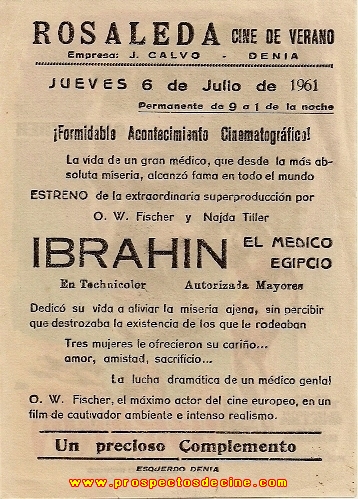 ROSALEDA CINE DE VERANO
Empresa: J. CALVO - DENIA
JUEVES 6 de Julio de 1961
Permanente de 9 a 1 de la noche
¡Formidable Acontecimiento Cinematográfico!
La vida de un gran médico, que desde la más ab-
soluta miseria, alcanzó fama en todo el mundo
ESTRENO de la extraordinaria superproducción por
O. W. Fischer y Najda Tiller
IBRAHIN EL MEDICO
EGIPCIO
En Technicolor Autorizada Mayores
Dedicó su vida a aliviar la miseria ajena, sin percibir
que destrozaba la existencia de los que le rodeaban
Tres mujeres le ofrecieron su cariño...
amor, amistad, sacrificio...
La lucha dramática de un médico genial
O. W. Fischer, el máximo actor del cine europeo, en un
film de cautivador ambiente e intenso realismo.
Un precioso Complemento
ESQUERDO DENIA
www.prospectosdecine.com